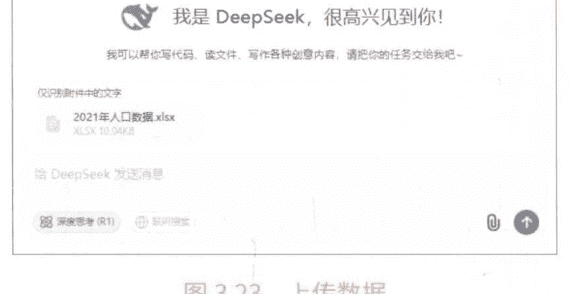 我是 DeepSeek，很高兴见到你！
我可以帮你写代码、读文件、写作各种创意内容，请把你的任务交给我吧~
仅识别附件中的文字
2021年人口数据.xlsx
XLSX 10.04KB
给 DeepSeek 发送消息
深度思考 (R1) 联网搜索
图 3.23 上传数据